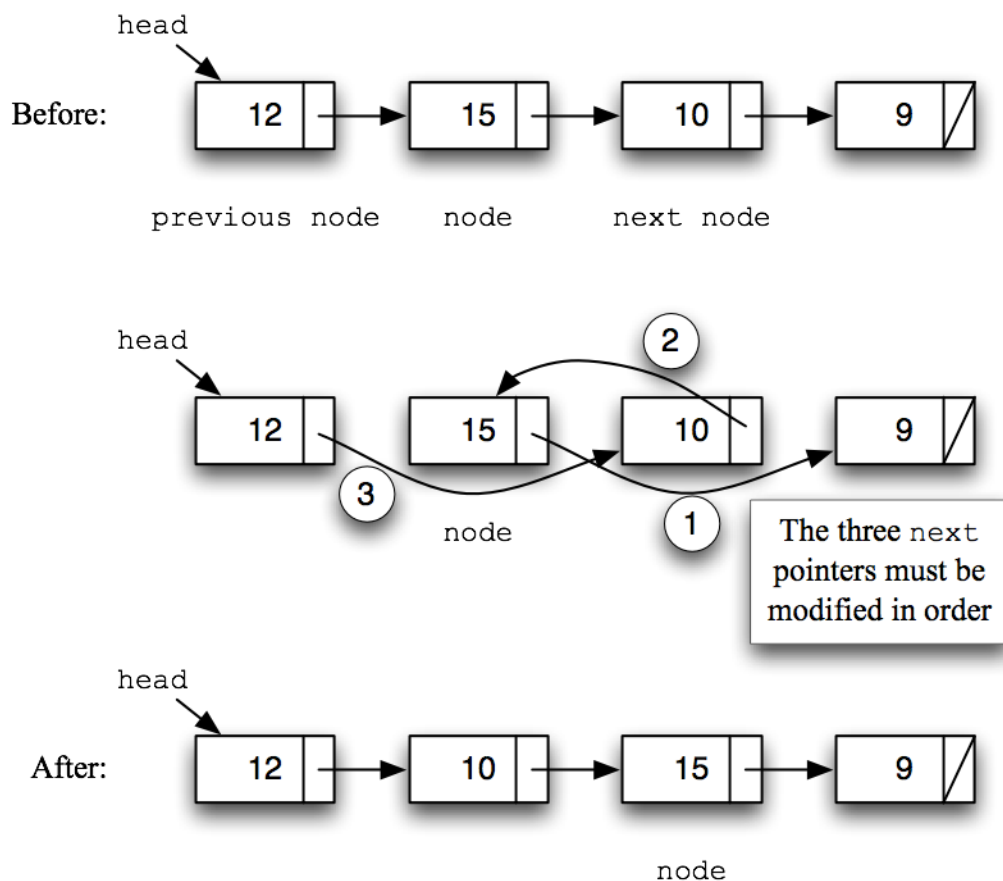 head
Before:
12 15 10 9
previous node node next node
head
2
12 15 10 9
3
1
node
The three next
pointers must be
modified in order
head
After:
12 10 15 9
node